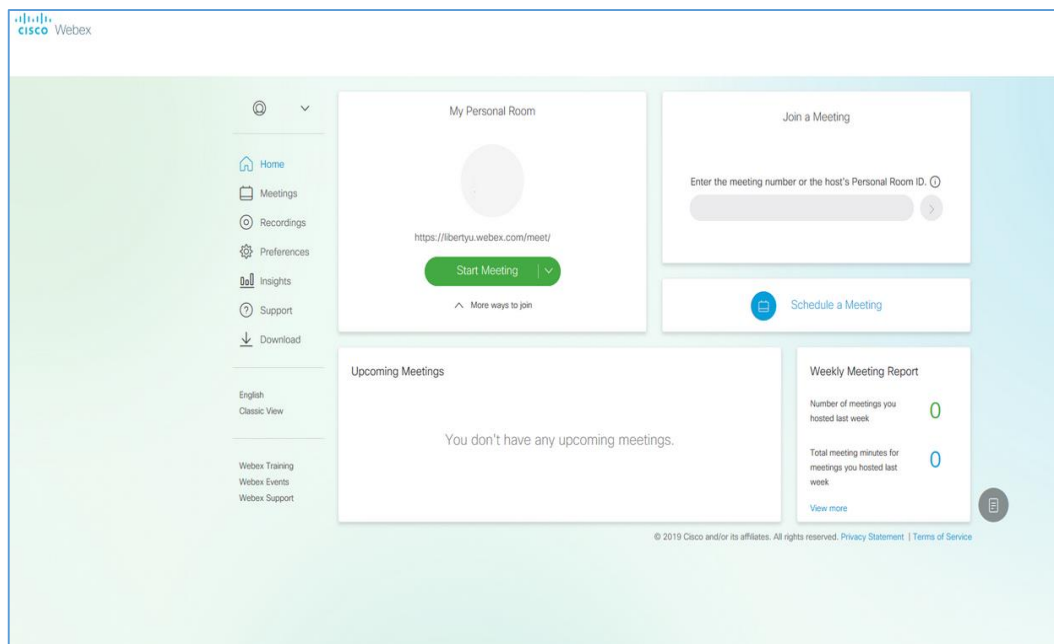 CISCO Webex
Home
Meetings
Recordings
Preferences
Insights
Support
Download
English
Classic View
Webex Training
Webex Events
Webex Support
My Personal Room
https://libertyu.webex.com/meet/
Start Meeting
More ways to join
Join a Meeting
Enter the meeting number or the host's Personal Room ID.
Schedule a Meeting
Upcoming Meetings
You don't have any upcoming meetings.
Weekly Meeting Report
Number of meetings you
hosted last week
0
Total meeting minutes for
meetings you hosted last
week
0
View more
© 2019 Cisco and/or its affiliates. All rights reserved. Privacy Statement | Terms of Service